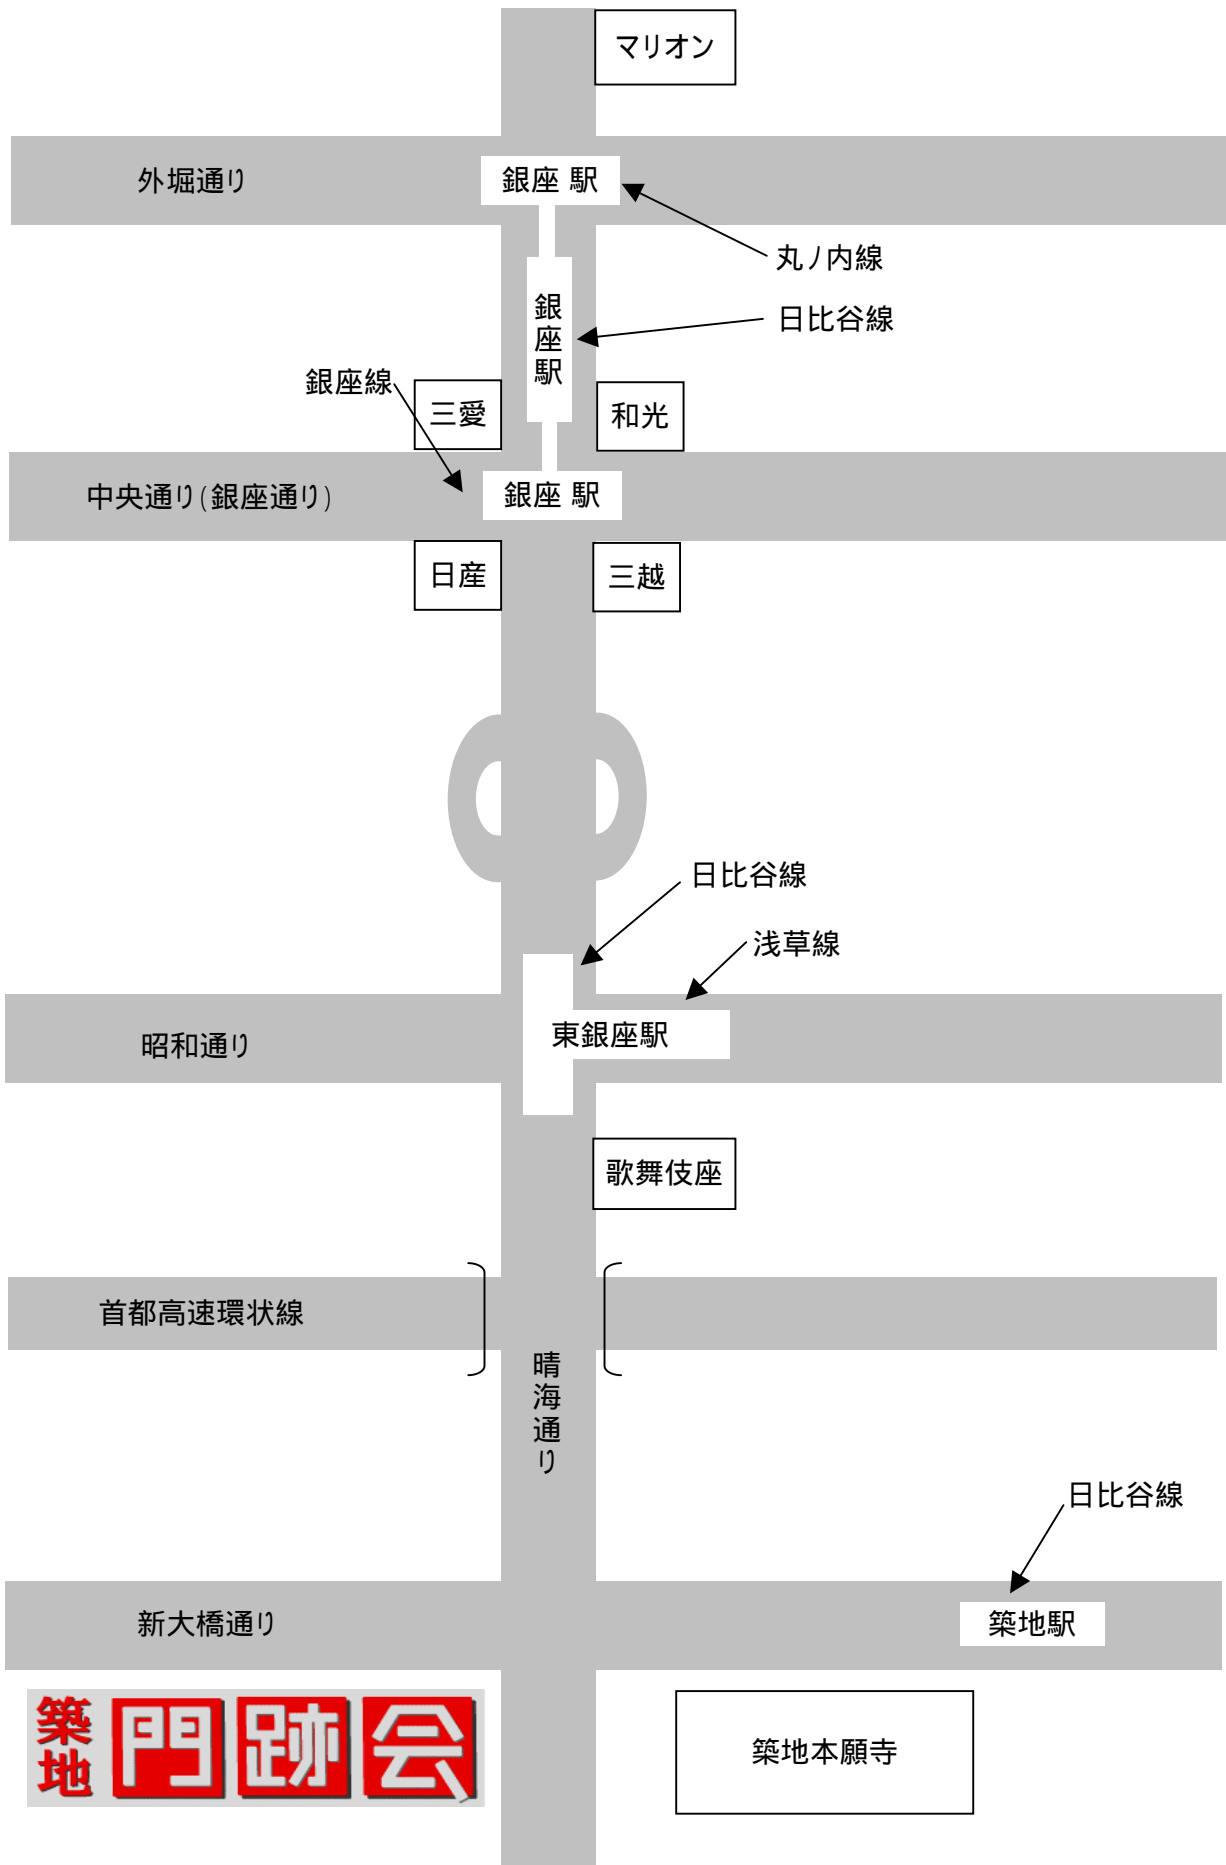 マリオン
外堀通り
銀座 駅
丸ノ内線
銀座駅
日比谷線
銀座線
三愛
和光
中央通り(銀座通り)
銀座 駅
日産
三越
日比谷線
浅草線
東銀座駅
昭和通り
歌舞伎座
首都高速環状線
晴海通り
日比谷線
新大橋通り
築地駅
築地 門跡会
築地本願寺